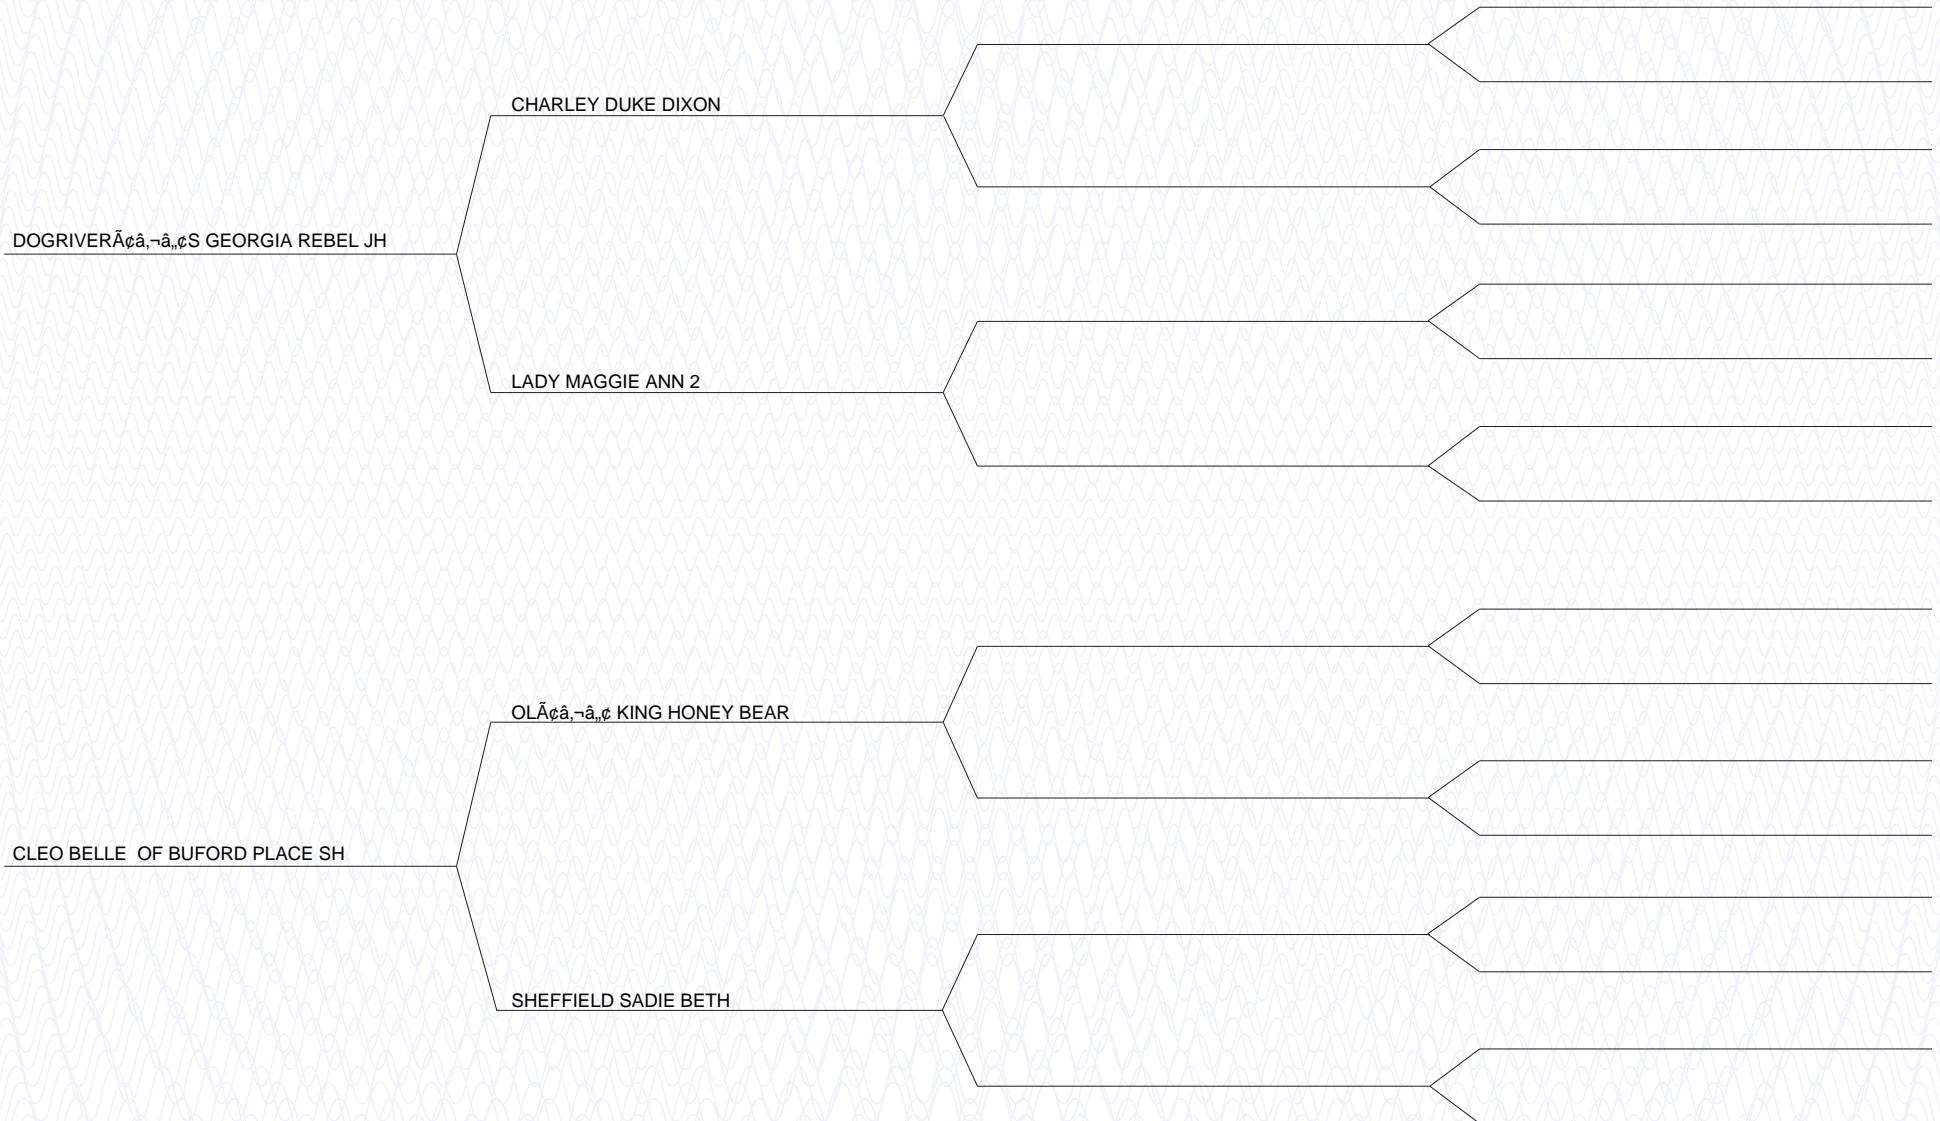 CHARLEY DUKE DIXON
DOGRIVERÃ¢â‚¬â„¢S GEORGIA REBEL JH
LADY MAGGIE ANN 2
OLÃ¢â‚¬â„¢ KING HONEY BEAR
CLEO BELLE  OF BUFORD PLACE SH
SHEFFIELD SADIE BETH